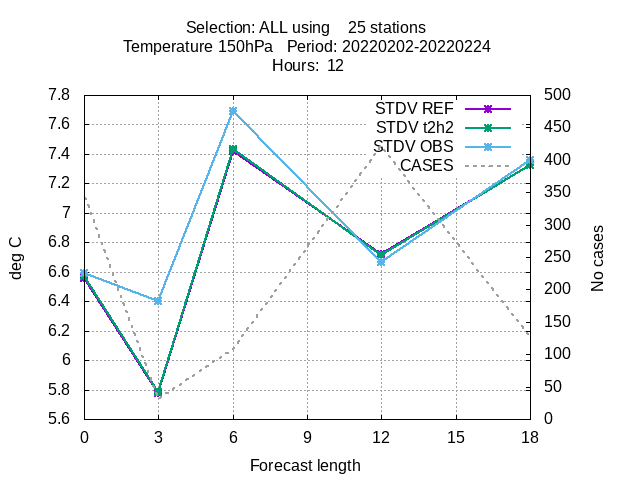 Selection: ALL using    25 stations
Temperature 150hPa   Period: 20220202-20220224
Hours:  12
STDV REF
STDV t2h2
STDV OBS
CASES
deg C
7.8
7.6
7.4
7.2
7
6.8
6.6
6.4
6.2
6
5.8
5.6
500
450
400
350
300
250
200
150
100
50
0
No cases
0 3 6 9 12 15 18
Forecast length